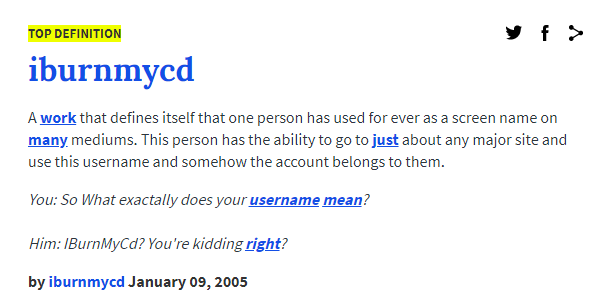 TOP DEFINITION
iburnmycd
A work that defines itself that one person has used for ever as a screen name on
many mediums. This person has the ability to go to just about any major site and
use this username and somehow the account belongs to them.
You: So What exactally does your username mean?
Him: IBurnMyCd? You're kidding right?
by iburnmycd January 09, 2005